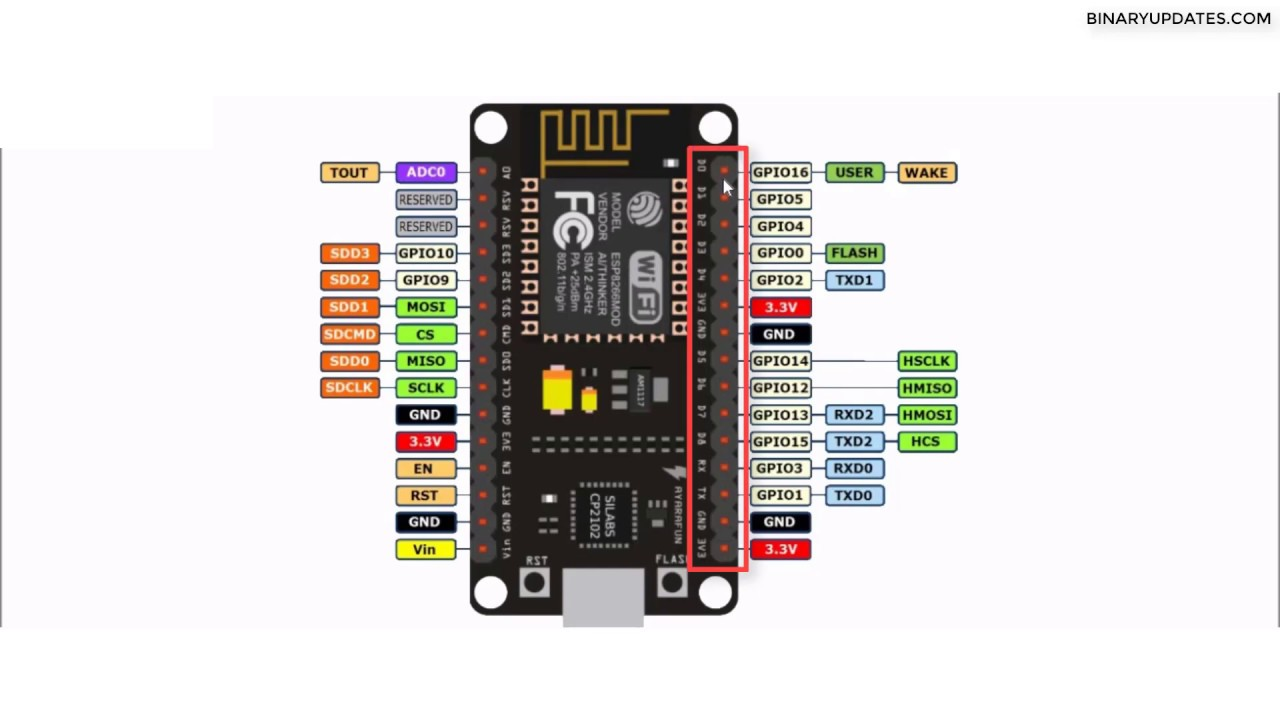 BINARYUPDATES.COM
TOUT ADC0 A0 D0 GPIO16 USER WAKE
RESERVED RSV D1 GPIO5
RESERVED RSV D2 GPIO4
SDD3 GPIO10 SD3 D3 GPIO0 FLASH
SDD2 GPIO9 SD2 D4 GPIO2 TXD1
SDD1 MOSI SD1 3V3 3.3V
SDCMD CS CMD GND GND
SDD0 MISO SD0 D5 GPIO14 HSCLK
SDCLK SCLK CLK D6 GPIO12 HMISO
GND GND D7 GPIO13 RXD2 HMOSI
3.3V 3V3 D8 GPIO15 TXD2 HCS
EN EN RX GPIO3 RXD0
RST RST TX GPIO1 TXD0
GND GND GND GND
Vin Vin 3V3 3.3V
MODEL ESP8266MOD
VENDOR AI/THINKER
ISM 2.4GHz
PA +25dBm
802.11b/g/n
FC
WiFi
AM1117
SILABS
CP2102
AYARAFUN
RST
FLAS